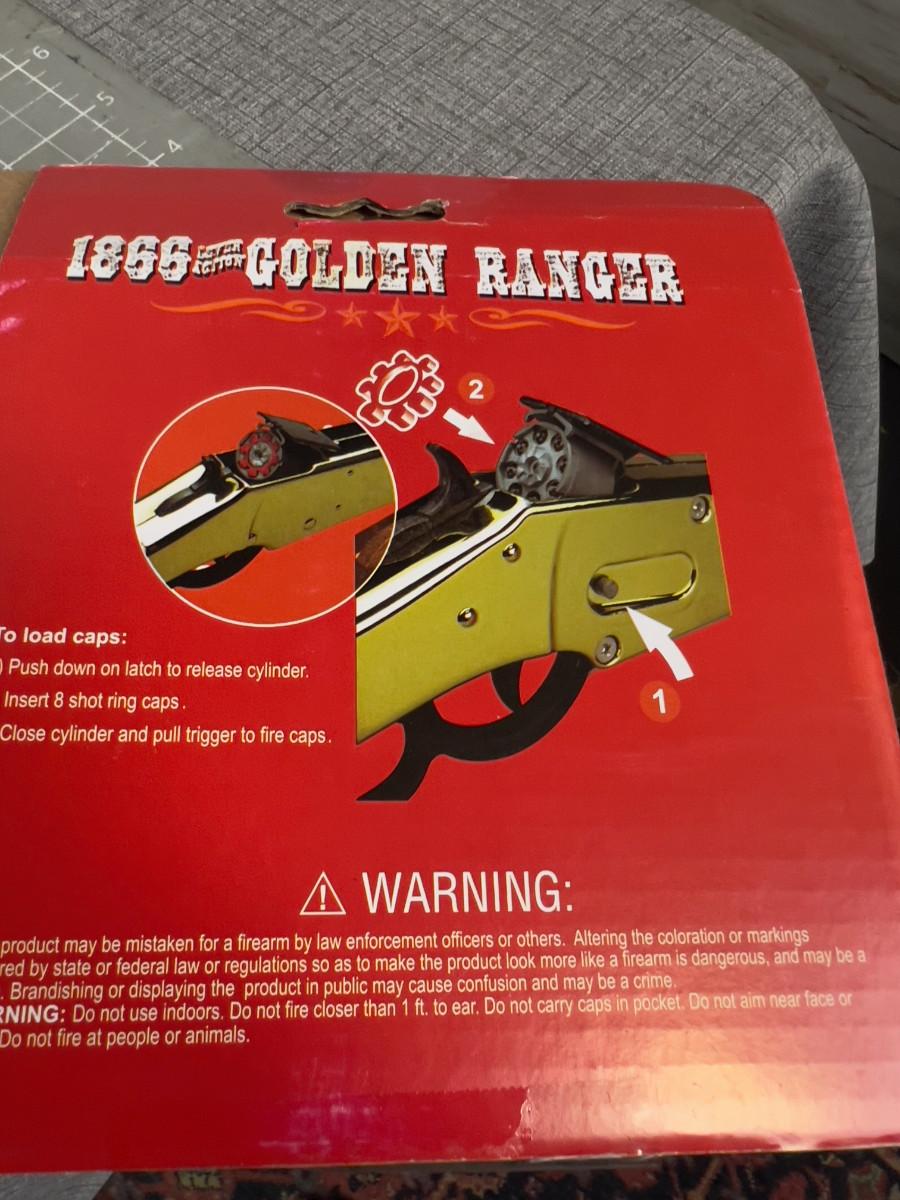 6
5
4
1866 LEVER ACTION GOLDEN RANGER
2
1
To load caps:
) Push down on latch to release cylinder.
Insert 8 shot ring caps.
Close cylinder and pull trigger to fire caps.
WARNING:
product may be mistaken for a firearm by law enforcement officers or others. Altering the coloration or markings
red by state or federal law or regulations so as to make the product look more like a firearm is dangerous, and may be a
. Brandishing or displaying the product in public may cause confusion and may be a crime.
RNING: Do not use indoors. Do not fire closer than 1 ft. to ear. Do not carry caps in pocket. Do not aim near face or
Do not fire at people or animals.